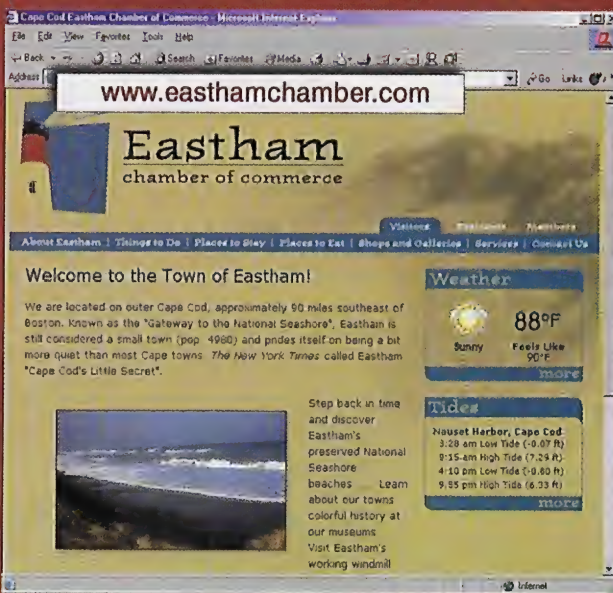 Cape Cod Eastham Chamber of Commerce - Microsoft Internet Explorer
File Edit View Favorites Tools Help
Back Search Favorites Media
Address Go Links
www.easthamchamber.com
Eastham
chamber of commerce
Visitors Residents Members
About Eastham | Things to Do | Places to Stay | Places to Eat | Shops and Galleries | Services | Contact Us
Welcome to the Town of Eastham!
We are located on outer Cape Cod, approximately 90 miles southeast of
Boston. Known as the "Gateway to the National Seashore", Eastham is
still considered a small town (pop 4980) and prides itself on being a bit
more quiet than most Cape towns. The New York Times called Eastham
"Cape Cod's Little Secret".
Step back in time
and discover
Eastham's
preserved National
Seashore
beaches ... Learn
about our towns
colorful history at
our museums
Visit Eastham's
working windmill
Weather
88°F
Sunny Feels Like
90°F
more
Tides
Nauset Harbor, Cape Cod
3:28 am Low Tide (-0.07 ft)
9:15 am High Tide (7.29 ft)
4:10 pm Low Tide
9:55 pm High Tide (6.33 ft)
more
Internet